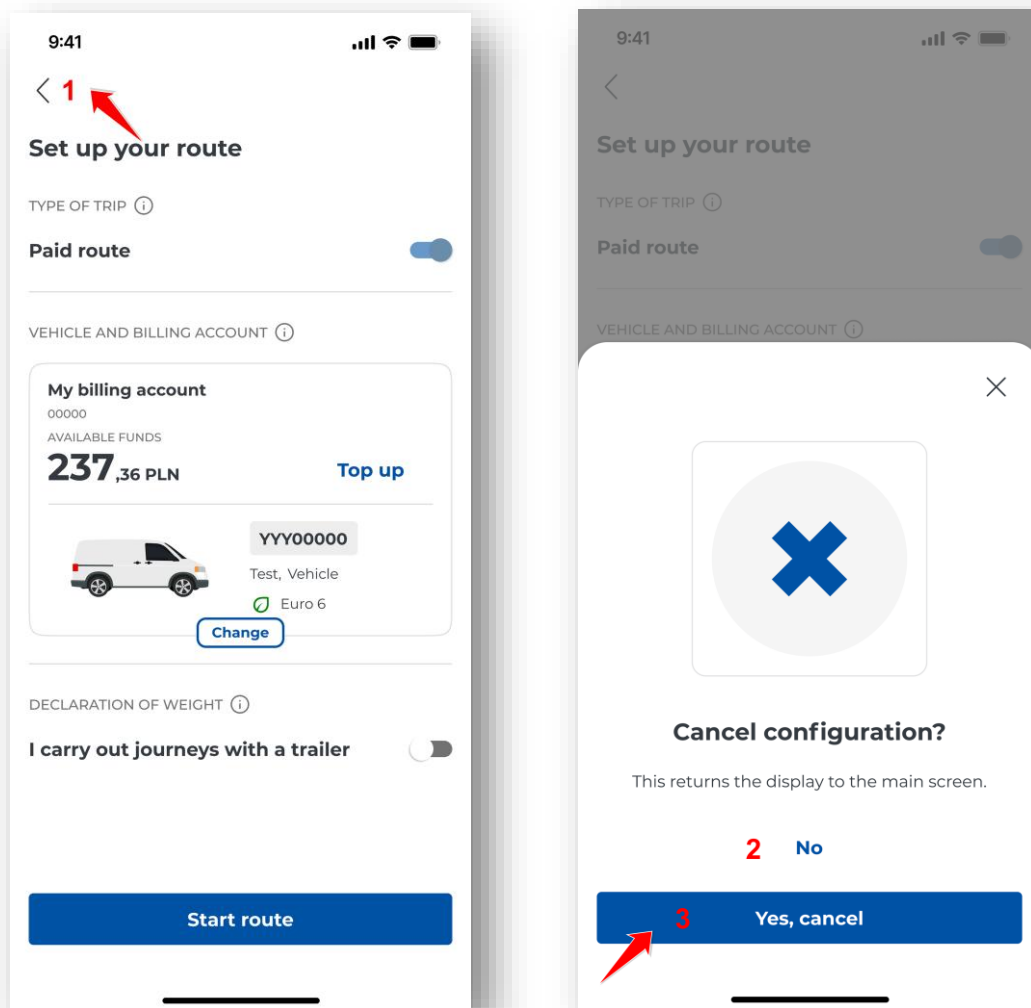 9:41
1
Set up your route
TYPE OF TRIP
Paid route
VEHICLE AND BILLING ACCOUNT
My billing account
00000
AVAILABLE FUNDS
237,36 PLN Top up
YYY00000
Test, Vehicle
Euro 6
Change
DECLARATION OF WEIGHT
I carry out journeys with a trailer
Start route
9:41
Set up your route
TYPE OF TRIP
Paid route
VEHICLE AND BILLING ACCOUNT
Cancel configuration?
This returns the display to the main screen.
2 No
3 Yes, cancel